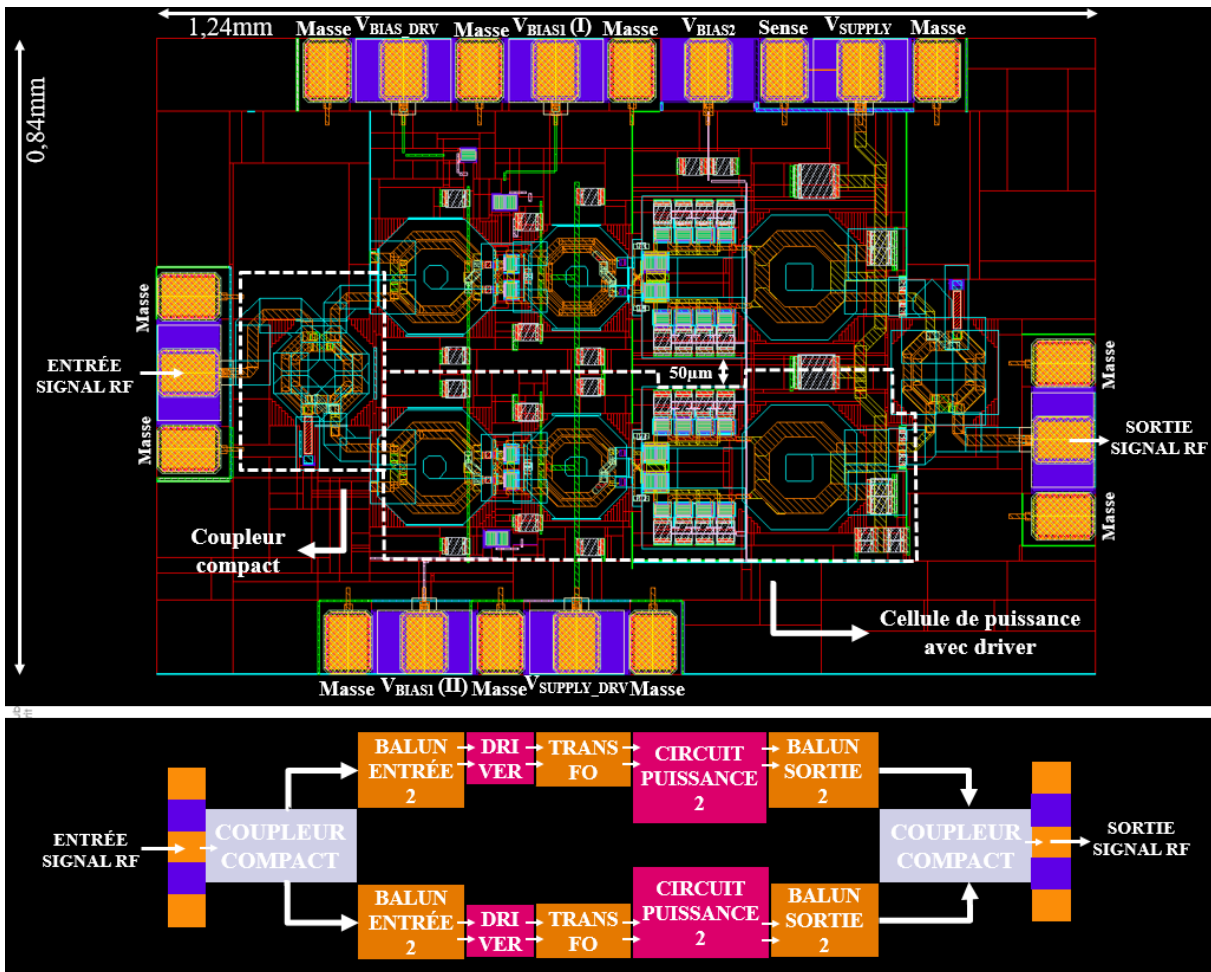 1,24mm
0,84mm
Masse
VBIAS_DRV
Masse
VBIAS1 (I)
Masse
VBIAS2
Sense
VSUPPLY
Masse
Masse
ENTRÉE
SIGNAL RF
Masse
50µm
Masse
SORTIE
SIGNAL RF
Masse
Coupleur
compact
Cellule de puissance
avec driver
Masse
VBIAS1 (II)
Masse
VSUPPLY_DRV
Masse
BALUN
ENTRÉE
2
DRI
VER
TRANS
FO
CIRCUIT
PUISSANCE
2
BALUN
SORTIE
2
ENTRÉE
SIGNAL RF
COUPLEUR
COMPACT
COUPLEUR
COMPACT
SORTIE
SIGNAL RF
BALUN
ENTRÉE
2
DRI
VER
TRANS
FO
CIRCUIT
PUISSANCE
2
BALUN
SORTIE
2